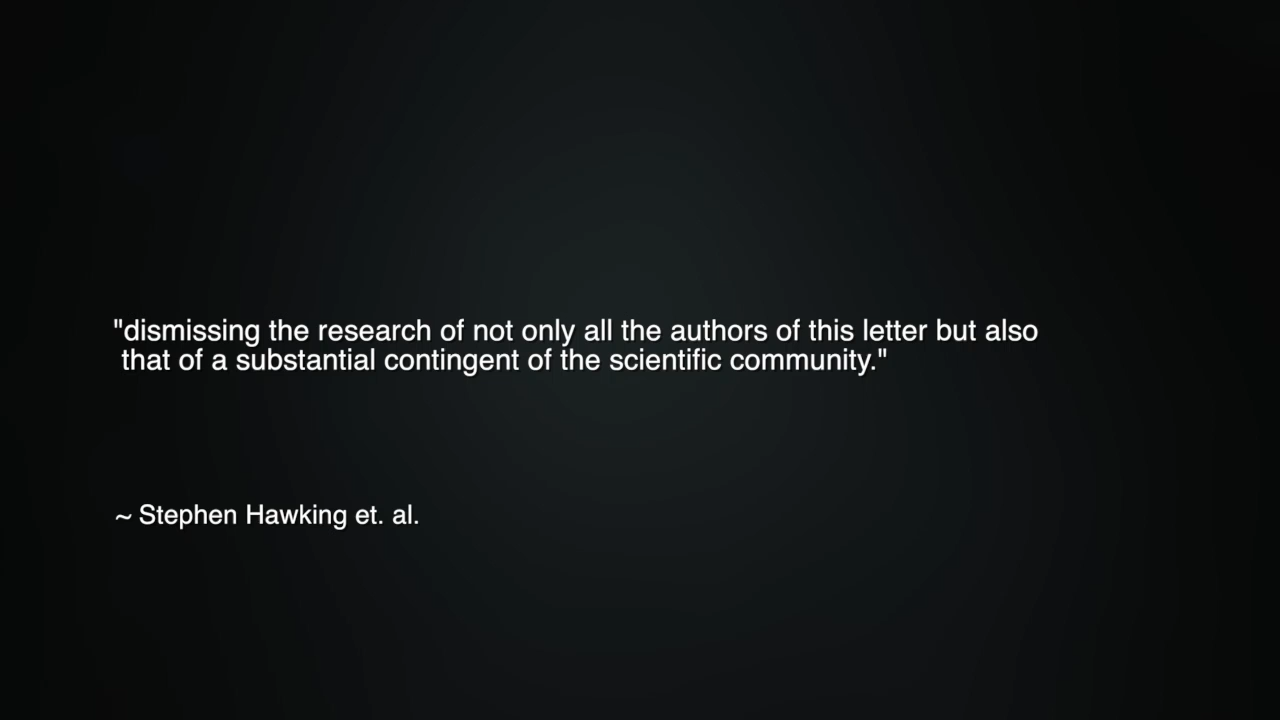 "dismissing the research of not only all the authors of this letter but also
that of a substantial contingent of the scientific community."
~ Stephen Hawking et. al.